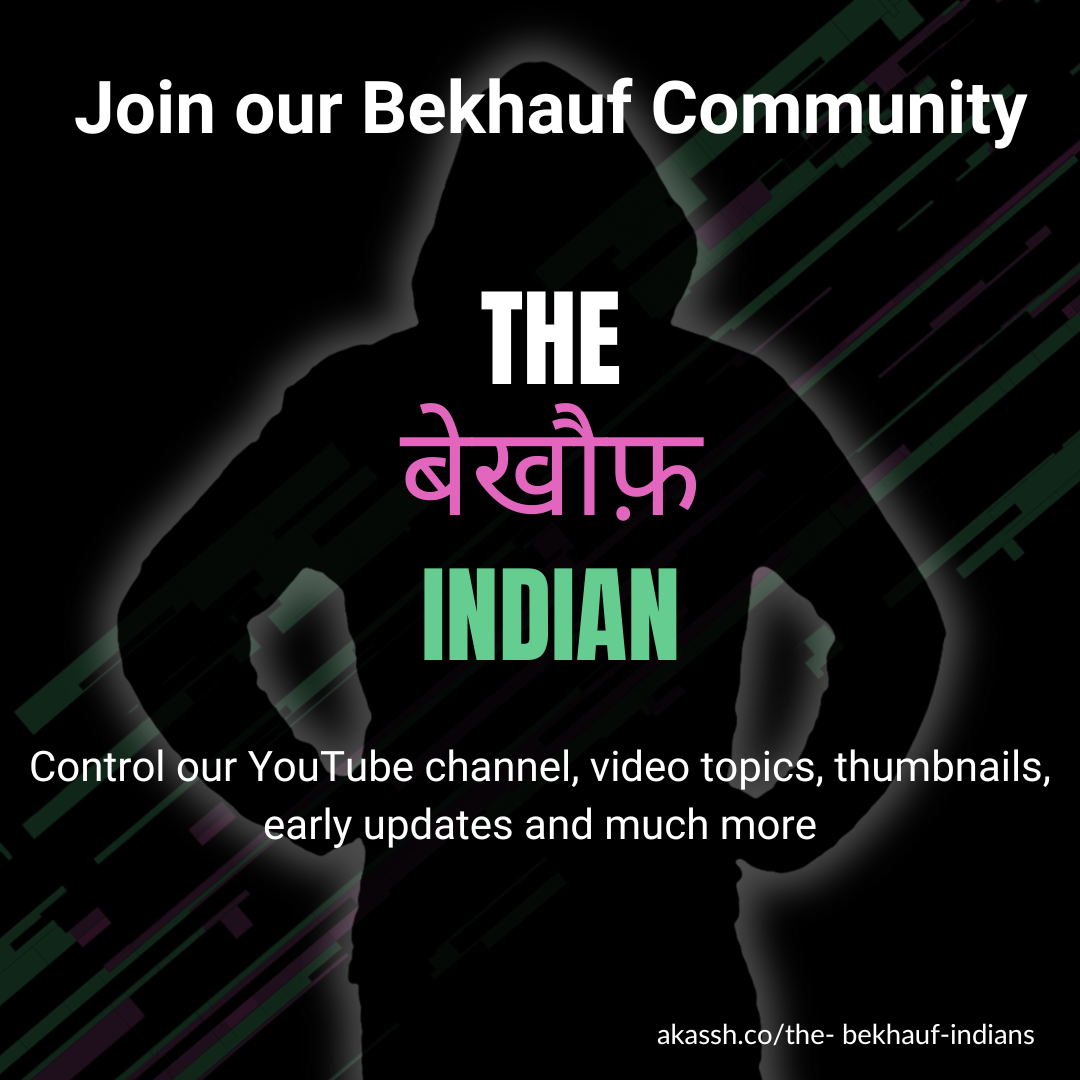 Join our Bekhauf Community
THE
बेखौफ़
INDIAN
Control our YouTube channel, video topics, thumbnails,
early updates and much more
akassh.co/the- bekhauf-indians